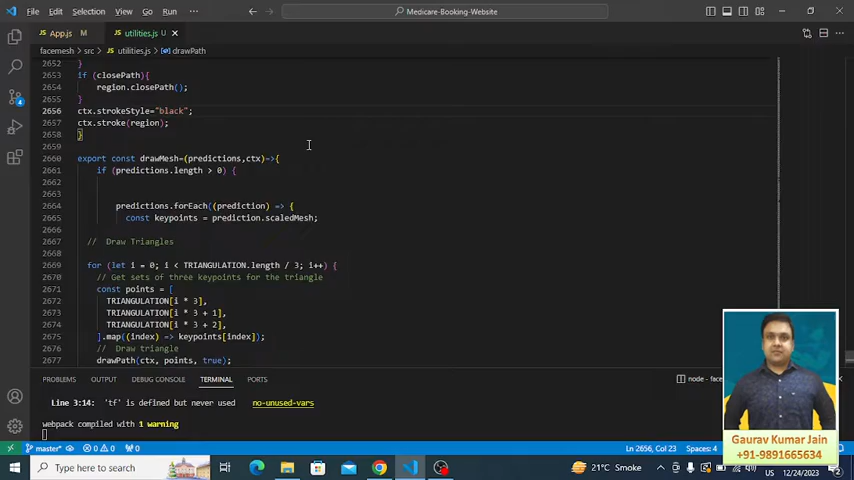 File Edit Selection View Go Run Medicare-Booking-Website
App.js M utilities.js U
facemesh > src > utilities.js > drawPath
2652 }
2653 if (closePath){
2654 region.closePath();
2655 }
2656 ctx.strokeStyle="black";
2657 ctx.stroke(region);
2658 }
2659
2660 export const drawMesh=(predictions,ctx)=>{
2661 if (predictions.length > 0) {
2662
2663
2664 predictions.forEach((prediction) => {
2665 const keypoints = prediction.scaledMesh;
2666
2667 // Draw Triangles
2668
2669 for (let i = 0; i < TRIANGULATION.length / 3; i++) {
2670 // Get sets of three keypoints for the triangle
2671 const points = [
2672 TRIANGULATION[i * 3],
2673 TRIANGULATION[i * 3 + 1],
2674 TRIANGULATION[i * 3 + 2],
2675 ].map((index) => keypoints[index]);
2676 // Draw triangle
2677 drawPath(ctx, points, true);
PROBLEMS OUTPUT DEBUG CONSOLE TERMINAL PORTS node - face
Line 3:14: 'tf' is defined but never used no-unused-vars
webpack compiled with 1 warning
Gaurav Kumar Jain
+91-9891665634
master* 0 0 0 Ln 2656, Col 23 Spaces: 4
Type here to search 21°C Smoke US 12/24/2023